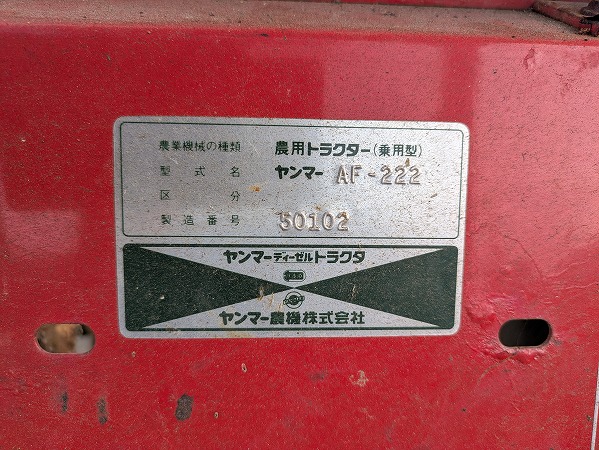 農業機械の種類 農用トラクター(乗用型)
型式名 ヤンマー AF-222
区分
製造番号 50102
ヤンマーディーゼルトラクタ
ヤンマー農機株式会社